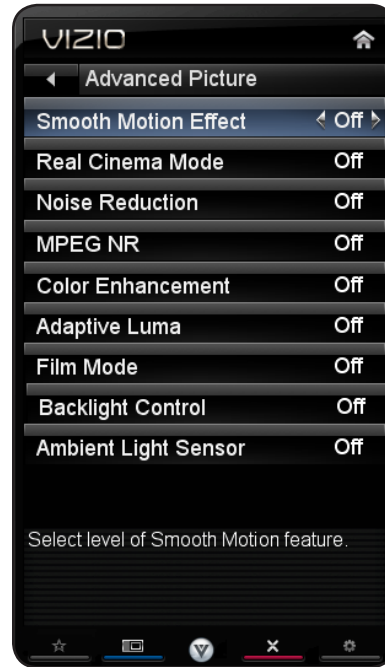 VIZIO
Advanced Picture
Smooth Motion Effect Off
Real Cinema Mode Off
Noise Reduction Off
MPEG NR Off
Color Enhancement Off
Adaptive Luma Off
Film Mode Off
Backlight Control Off
Ambient Light Sensor Off
Select level of Smooth Motion feature.
V